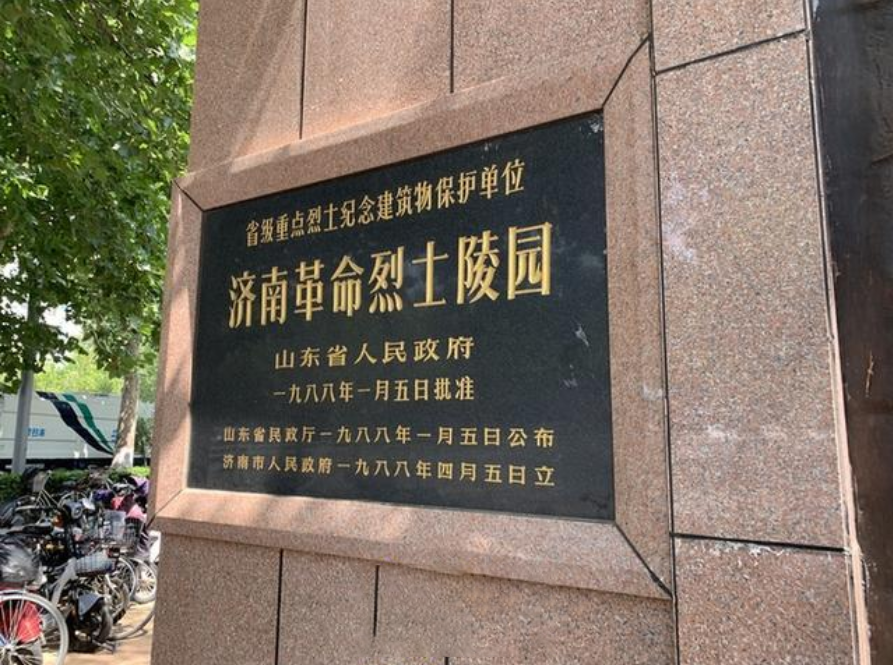 省级重点烈士纪念建筑物保护单位
济南革命烈士陵园
山东省人民政府
一九八八年一月五日批准
山东省民政厅一九八八年一月五日公布
济南市人民政府一九八八年四月五日立